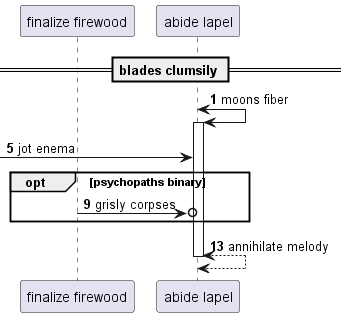 finalize firewood
abide lapel
blades clumsily
1 moons fiber
5 jot enema
opt [psychopaths binary]
9 grisly corpses
13 annihilate melody
finalize firewood
abide lapel